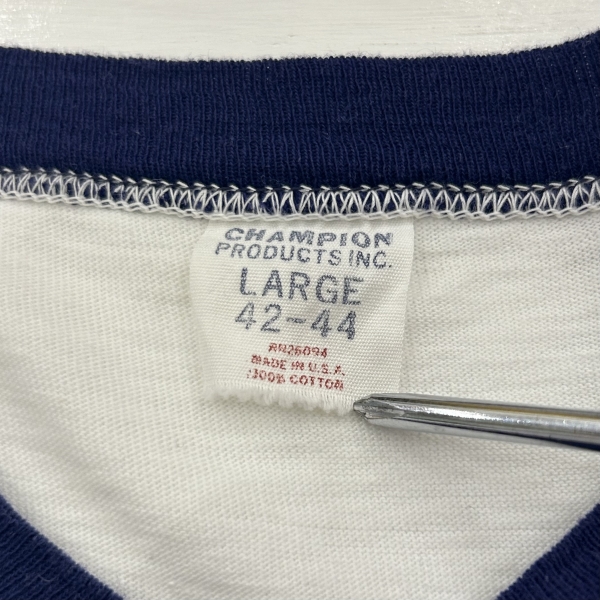 CHAMPION
PRODUCTS INC.
LARGE
42-44
RN26094
MADE IN U.S.A.
100% COTTON